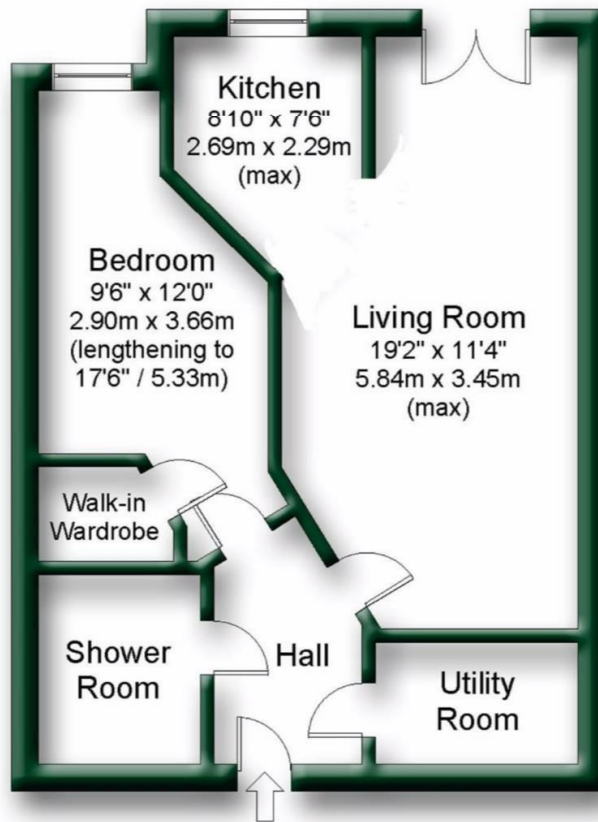 Kitchen
8'10" x 7'6"
2.69m x 2.29m
(max)
Bedroom
9'6" x 12'0"
2.90m x 3.66m
(lengthening to
17'6" / 5.33m)
Living Room
19'2" x 11'4"
5.84m x 3.45m
(max)
Walk-in
Wardrobe
Shower
Room
Hall
Utility
Room